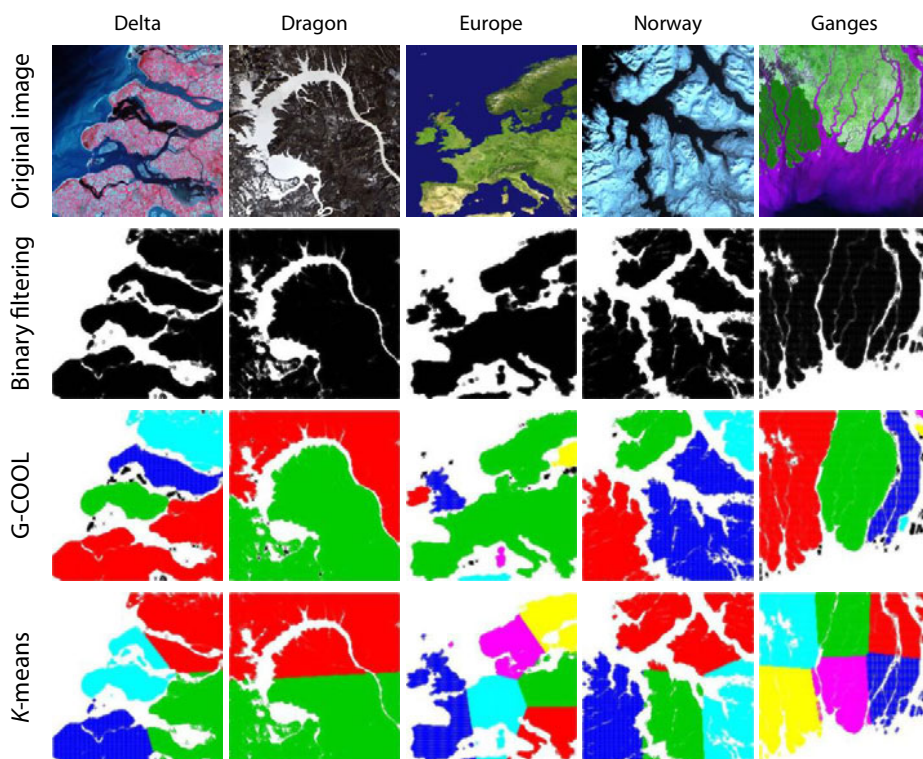 Delta Dragon Europe Norway Ganges
Original image
Binary filtering
G-COOL
K-means